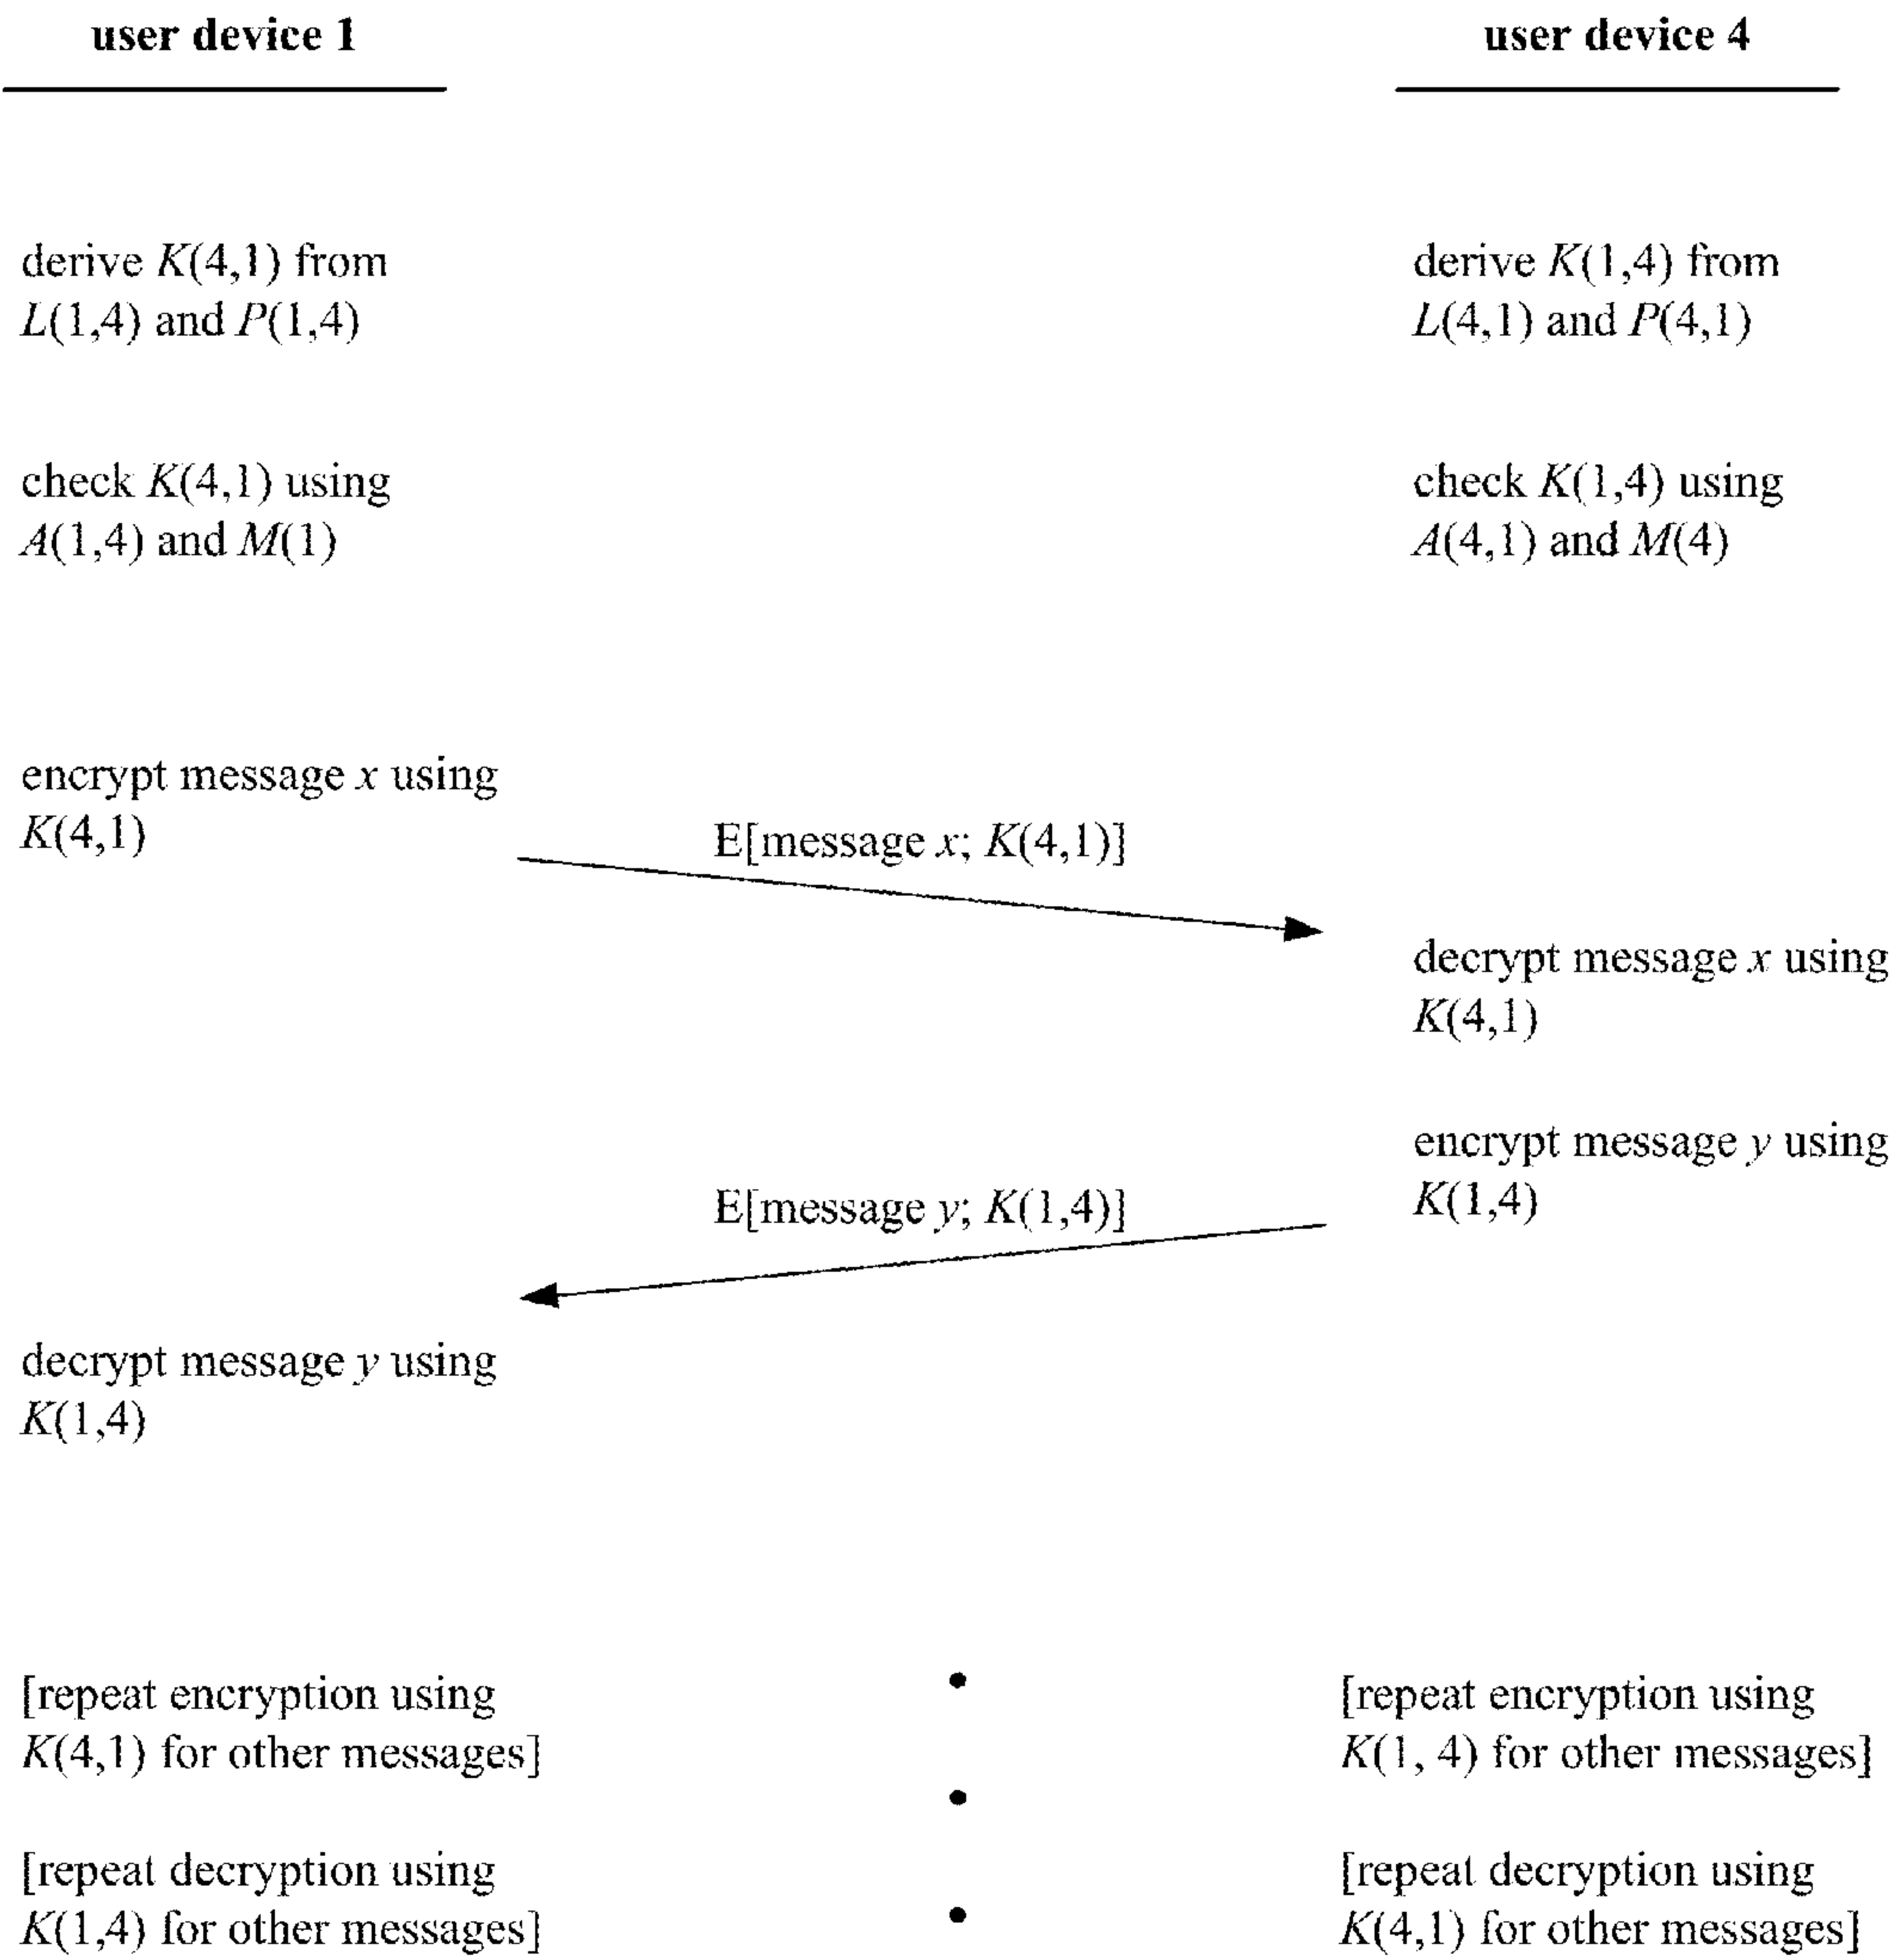 user device 1
user device 4
derive K(4,1) from
L(1,4) and P(1,4)
derive K(1,4) from
L(4,1) and P(4,1)
check K(4,1) using
A(1,4) and M(1)
check K(1,4) using
A(4,1) and M(4)
encrypt message x using
K(4,1)
E[message x; K(4,1)]
decrypt message x using
K(4,1)
encrypt message y using
K(1,4)
E[message y; K(1,4)]
decrypt message y using
K(1,4)
[repeat encryption using
K(4,1) for other messages]
[repeat encryption using
K(1, 4) for other messages]
[repeat decryption using
K(1,4) for other messages]
[repeat decryption using
K(4,1) for other messages]